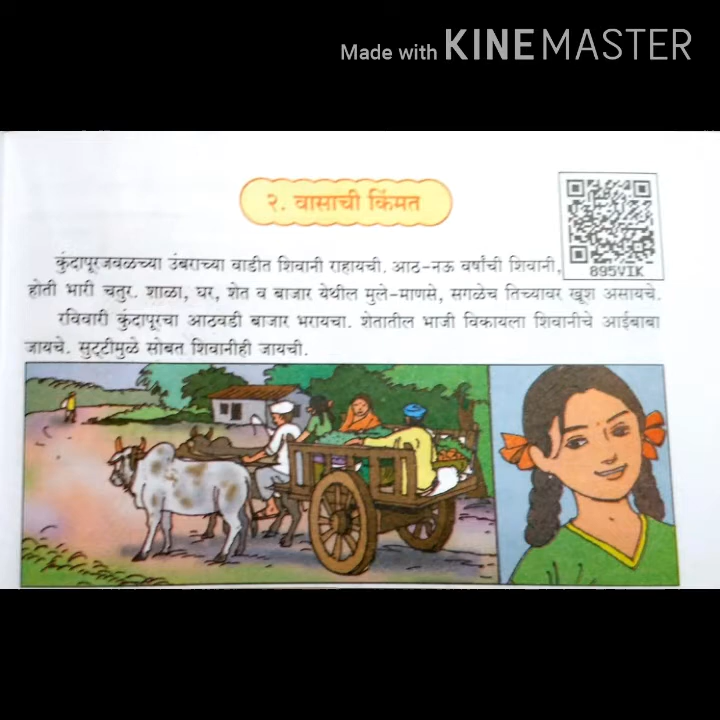 Made with KINEMASTER
२. वासाची किंमत
895VIK
कुंदापूरजवळच्या उंबराच्या वाडीत शिवानी राहायची. आठ-नऊ वर्षांची शिवानी,
होती भारी चतुर. शाळा, घर, शेत व बाजार येथील मुले-माणसे, सगळेच तिच्यावर खूश असायचे.
रविवारी कुंदापूरचा आठवडी बाजार भरायचा. शेतातील भाजी विकायला शिवानीचे आईबाबा
जायचे. सुट्टीमुळे सोबत शिवानीही जायची.